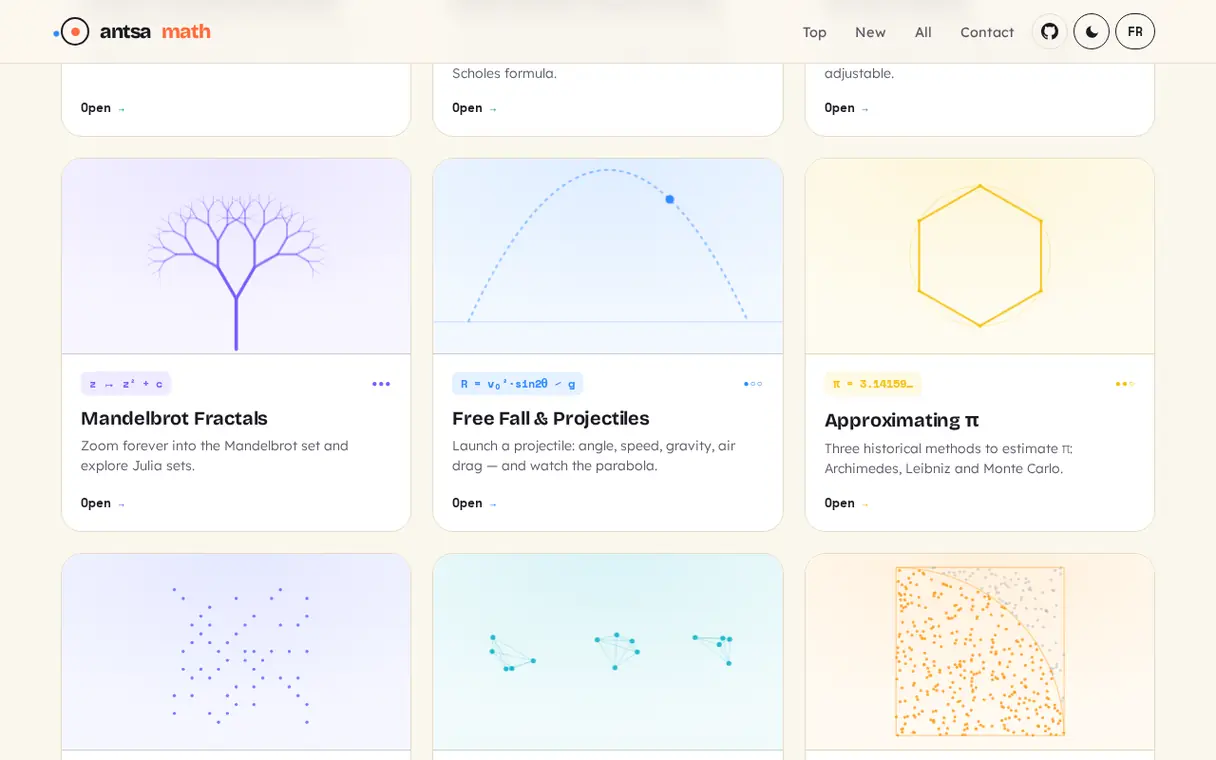 antsa math
Top New All Contact FR
Scholes formula.
adjustable.
Open →
Open →
Open →
z ↦ z² + c
Mandelbrot Fractals
Zoom forever into the Mandelbrot set and
explore Julia sets.
Open →
R = v₀²·sin2θ / g
Free Fall & Projectiles
Launch a projectile: angle, speed, gravity, air
drag — and watch the parabola.
Open →
π = 3.14159…
Approximating π
Three historical methods to estimate π:
Archimedes, Leibniz and Monte Carlo.
Open →